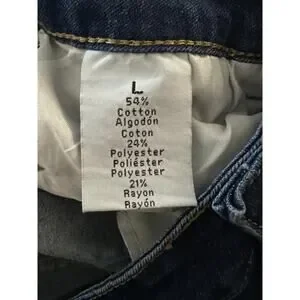 L
54%
Cotton
Algodón
Coton
24%
Polyester
Poliéster
Polyester
21%
Rayon
Rayón